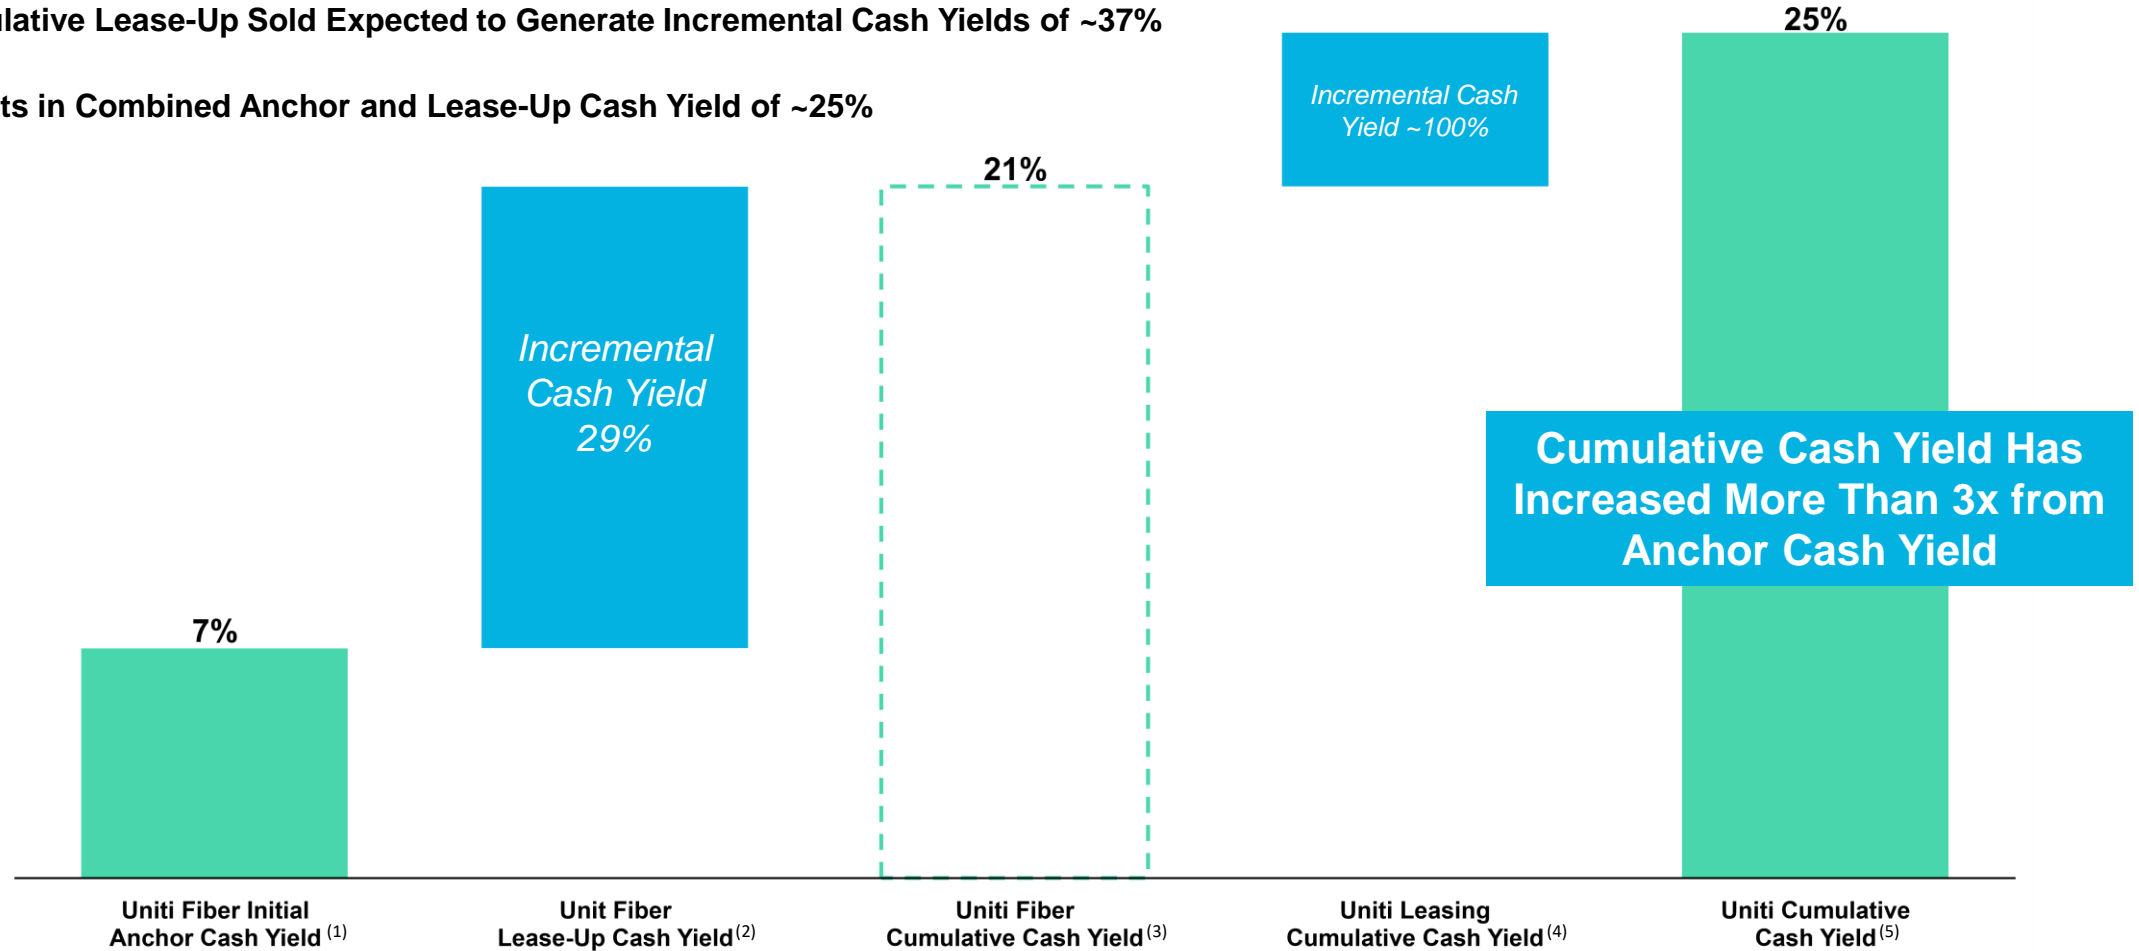 lative Lease-Up Sold Expected to Generate Incremental Cash Yields of ~37%
ts in Combined Anchor and Lease-Up Cash Yield of ~25%
7%
Incremental
Cash Yield
29%
21%
Incremental Cash
Yield ~100%
25%
Cumulative Cash Yield Has
Increased More Than 3x from
Anchor Cash Yield
Uniti Fiber Initial
Anchor Cash Yield (1)
Unit Fiber
Lease-Up Cash Yield (2)
Uniti Fiber
Cumulative Cash Yield (3)
Uniti Leasing
Cumulative Cash Yield (4)
Uniti Cumulative
Cash Yield (5)